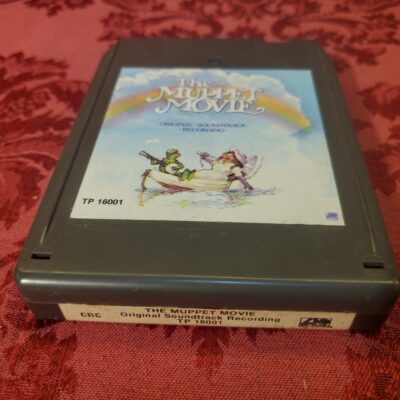 The
MUPPET
MOVIE
ORIGINAL SOUNDTRACK
RECORDING
TP 16001
CRC
THE MUPPET MOVIE
Original Soundtrack Recording
TP 16001